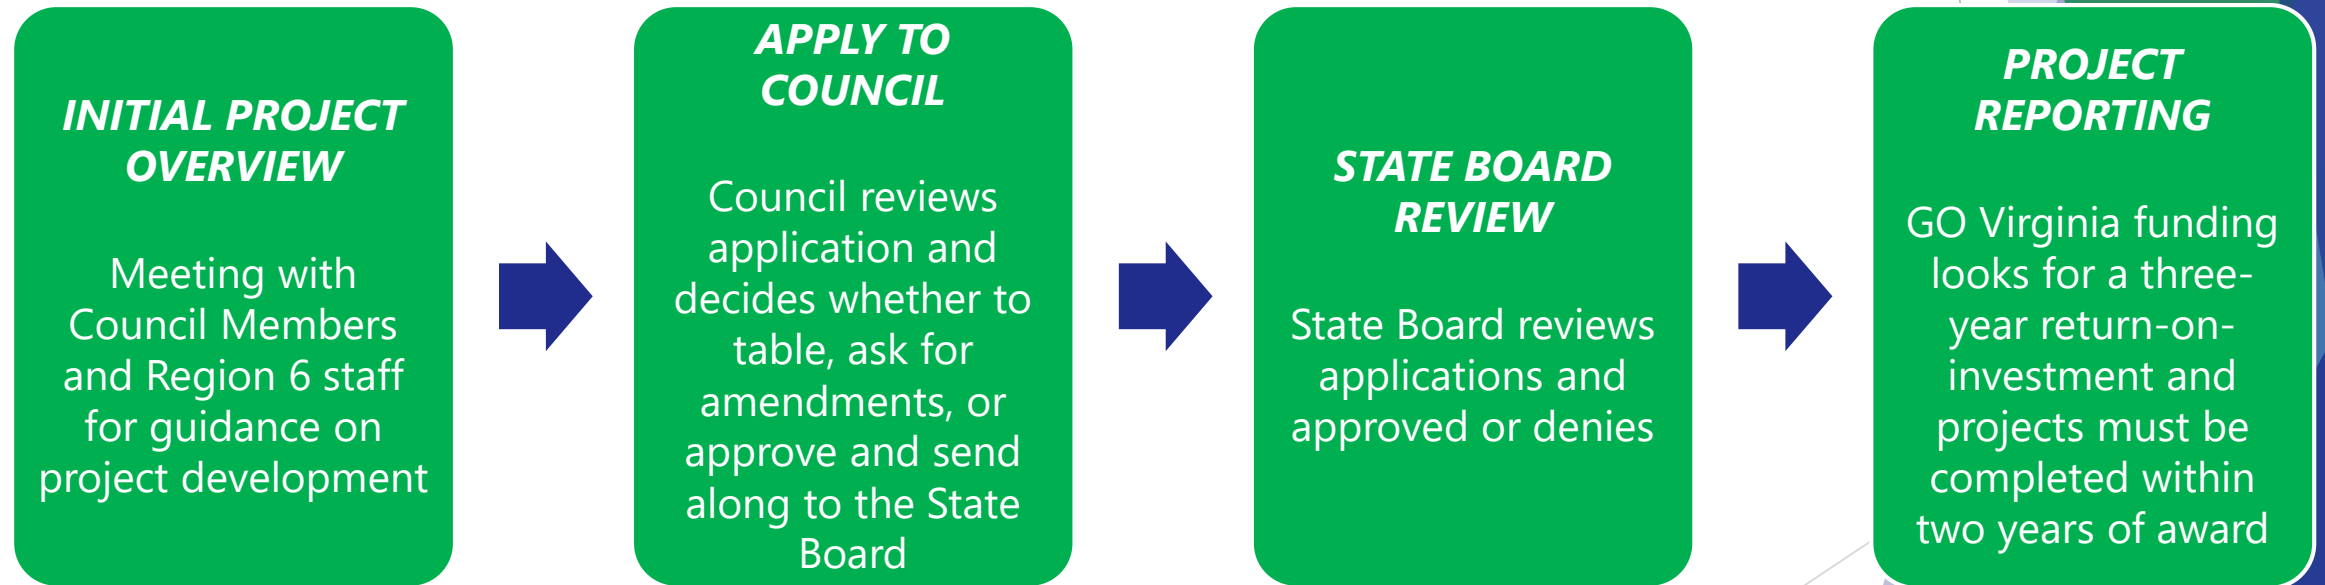 INITIAL PROJECT
OVERVIEW
Meeting with
Council Members
and Region 6 staff
for guidance on
project development
APPLY TO
COUNCIL
Council reviews
application and
decides whether to
table, ask for
amendments, or
approve and send
along to the State
Board
STATE BOARD
REVIEW
State Board reviews
applications and
approved or denies
PROJECT
REPORTING
GO Virginia funding
looks for a three-
year return-on-
investment and
projects must be
completed within
two years of award